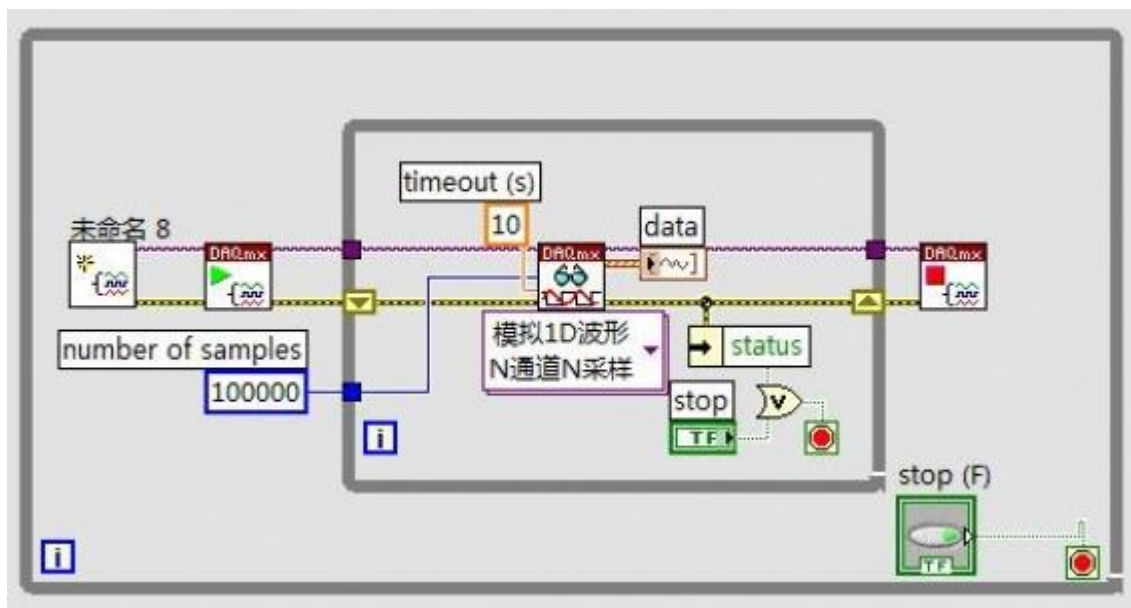 timeout (s)
10
data
未命名 8
DAQmx
DAQmx
DAQmx
DAQmx
number of samples
100000
模拟1D波形
N通道N采样
status
stop
TF
i
stop (F)
TF
i